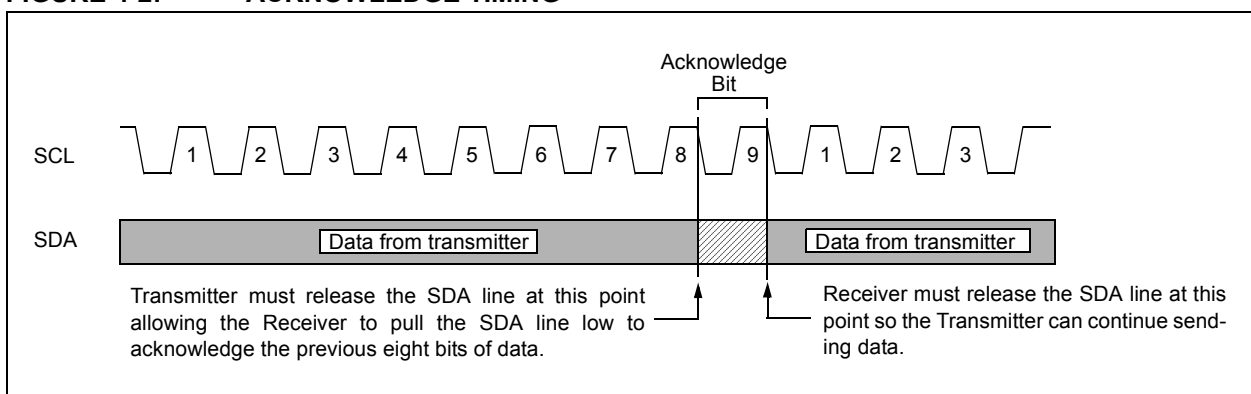 FIGURE 4-2: ACKNOWLEDGE TIMING
Acknowledge
Bit
SCL
1 2 3 4 5 6 7 8 9 1 2 3
SDA
Data from transmitter
Data from transmitter
Transmitter must release the SDA line at this point
allowing the Receiver to pull the SDA line low to
acknowledge the previous eight bits of data.
Receiver must release the SDA line at this
point so the Transmitter can continue send-
ing data.